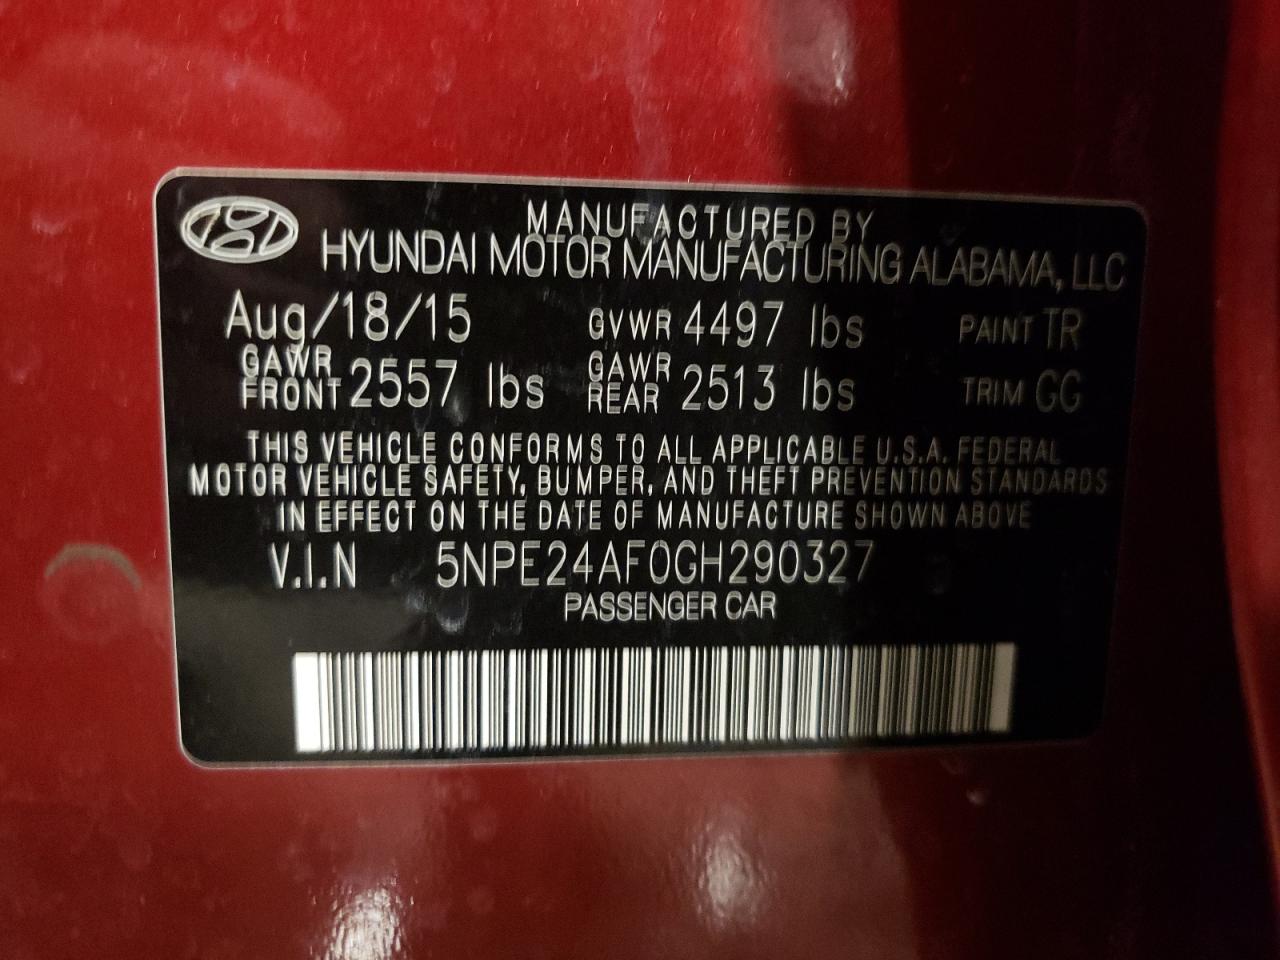 MANUFACTURED BY
HYUNDAI MOTOR MANUFACTURING ALABAMA, LLC
Aug/18/15 GVWR 4497 lbs PAINT TR
GAWR FRONT 2557 lbs GAWR REAR 2513 lbs TRIM GG
THIS VEHICLE CONFORMS TO ALL APPLICABLE U.S.A. FEDERAL
MOTOR VEHICLE SAFETY, BUMPER, AND THEFT PREVENTION STANDARDS
IN EFFECT ON THE DATE OF MANUFACTURE SHOWN ABOVE
V.I.N 5NPE24AF0GH290327
PASSENGER CAR